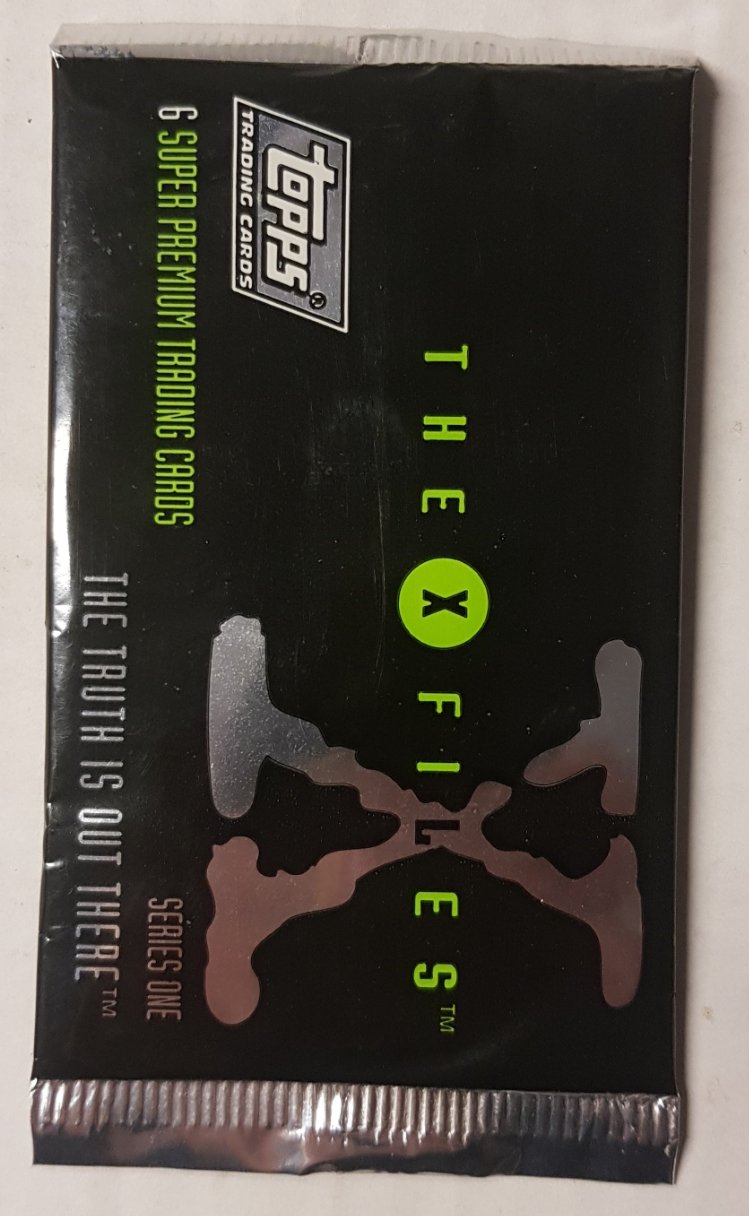 THE X FILES™
topps®
TRADING CARDS
6 SUPER PREMIUM TRADING CARDS
SERIES ONE
THE TRUTH IS OUT THERE™